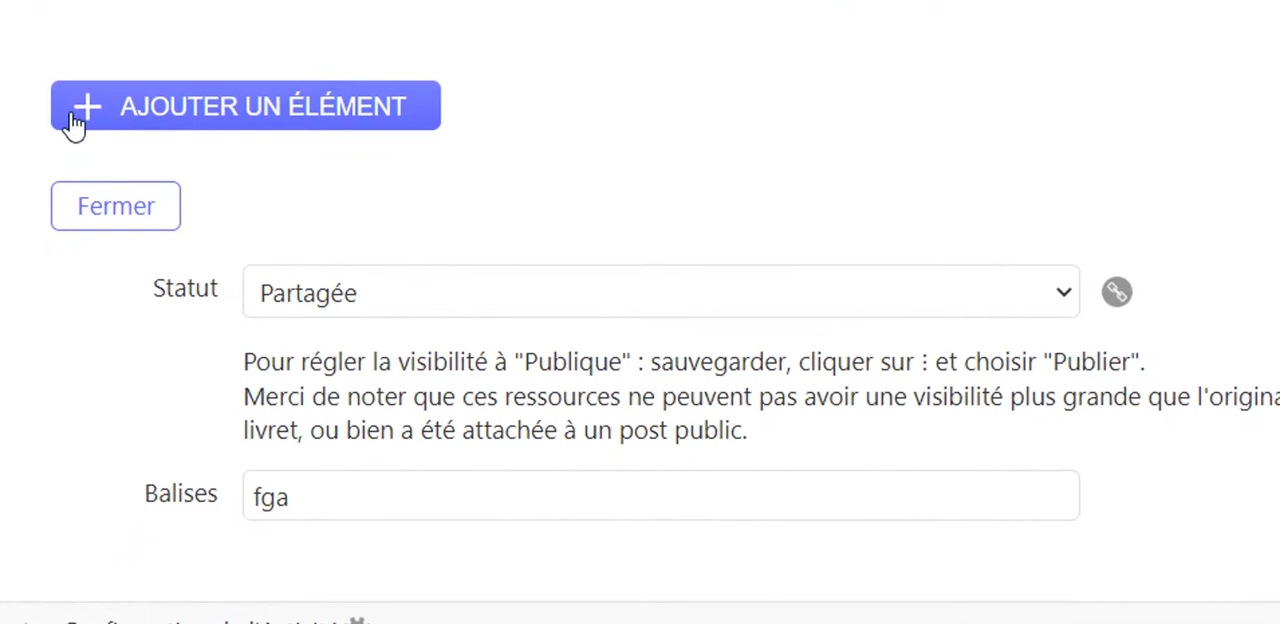 AJOUTER UN ÉLÉMENT
Fermer
Statut
Partagée
Pour régler la visibilité à "Publique" : sauvegarder, cliquer sur ⋮ et choisir "Publier".
Merci de noter que ces ressources ne peuvent pas avoir une visibilité plus grande que l'origina
livret, ou bien a été attachée à un post public.
Balises
fga